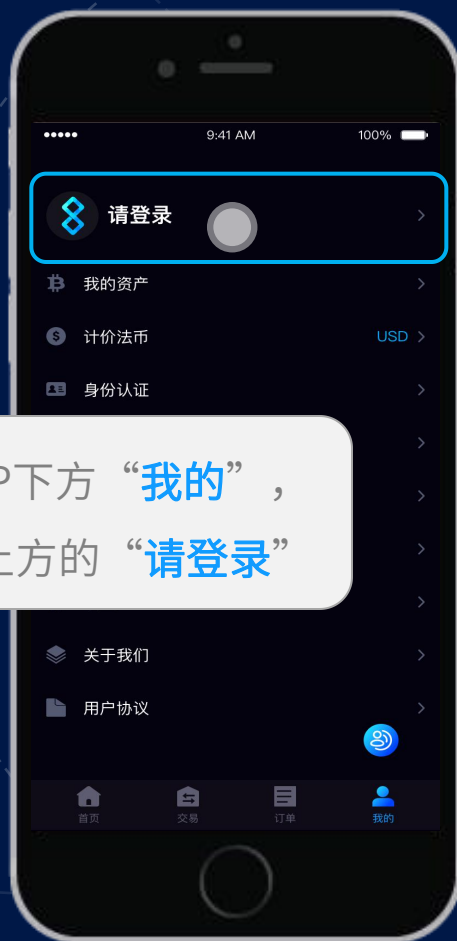 9:41 AM
100%
请登录
我的资产
计价法币
USD
身份认证
P下方“我的”，
上方的“请登录”
关于我们
用户协议
首页
交易
订单
我的